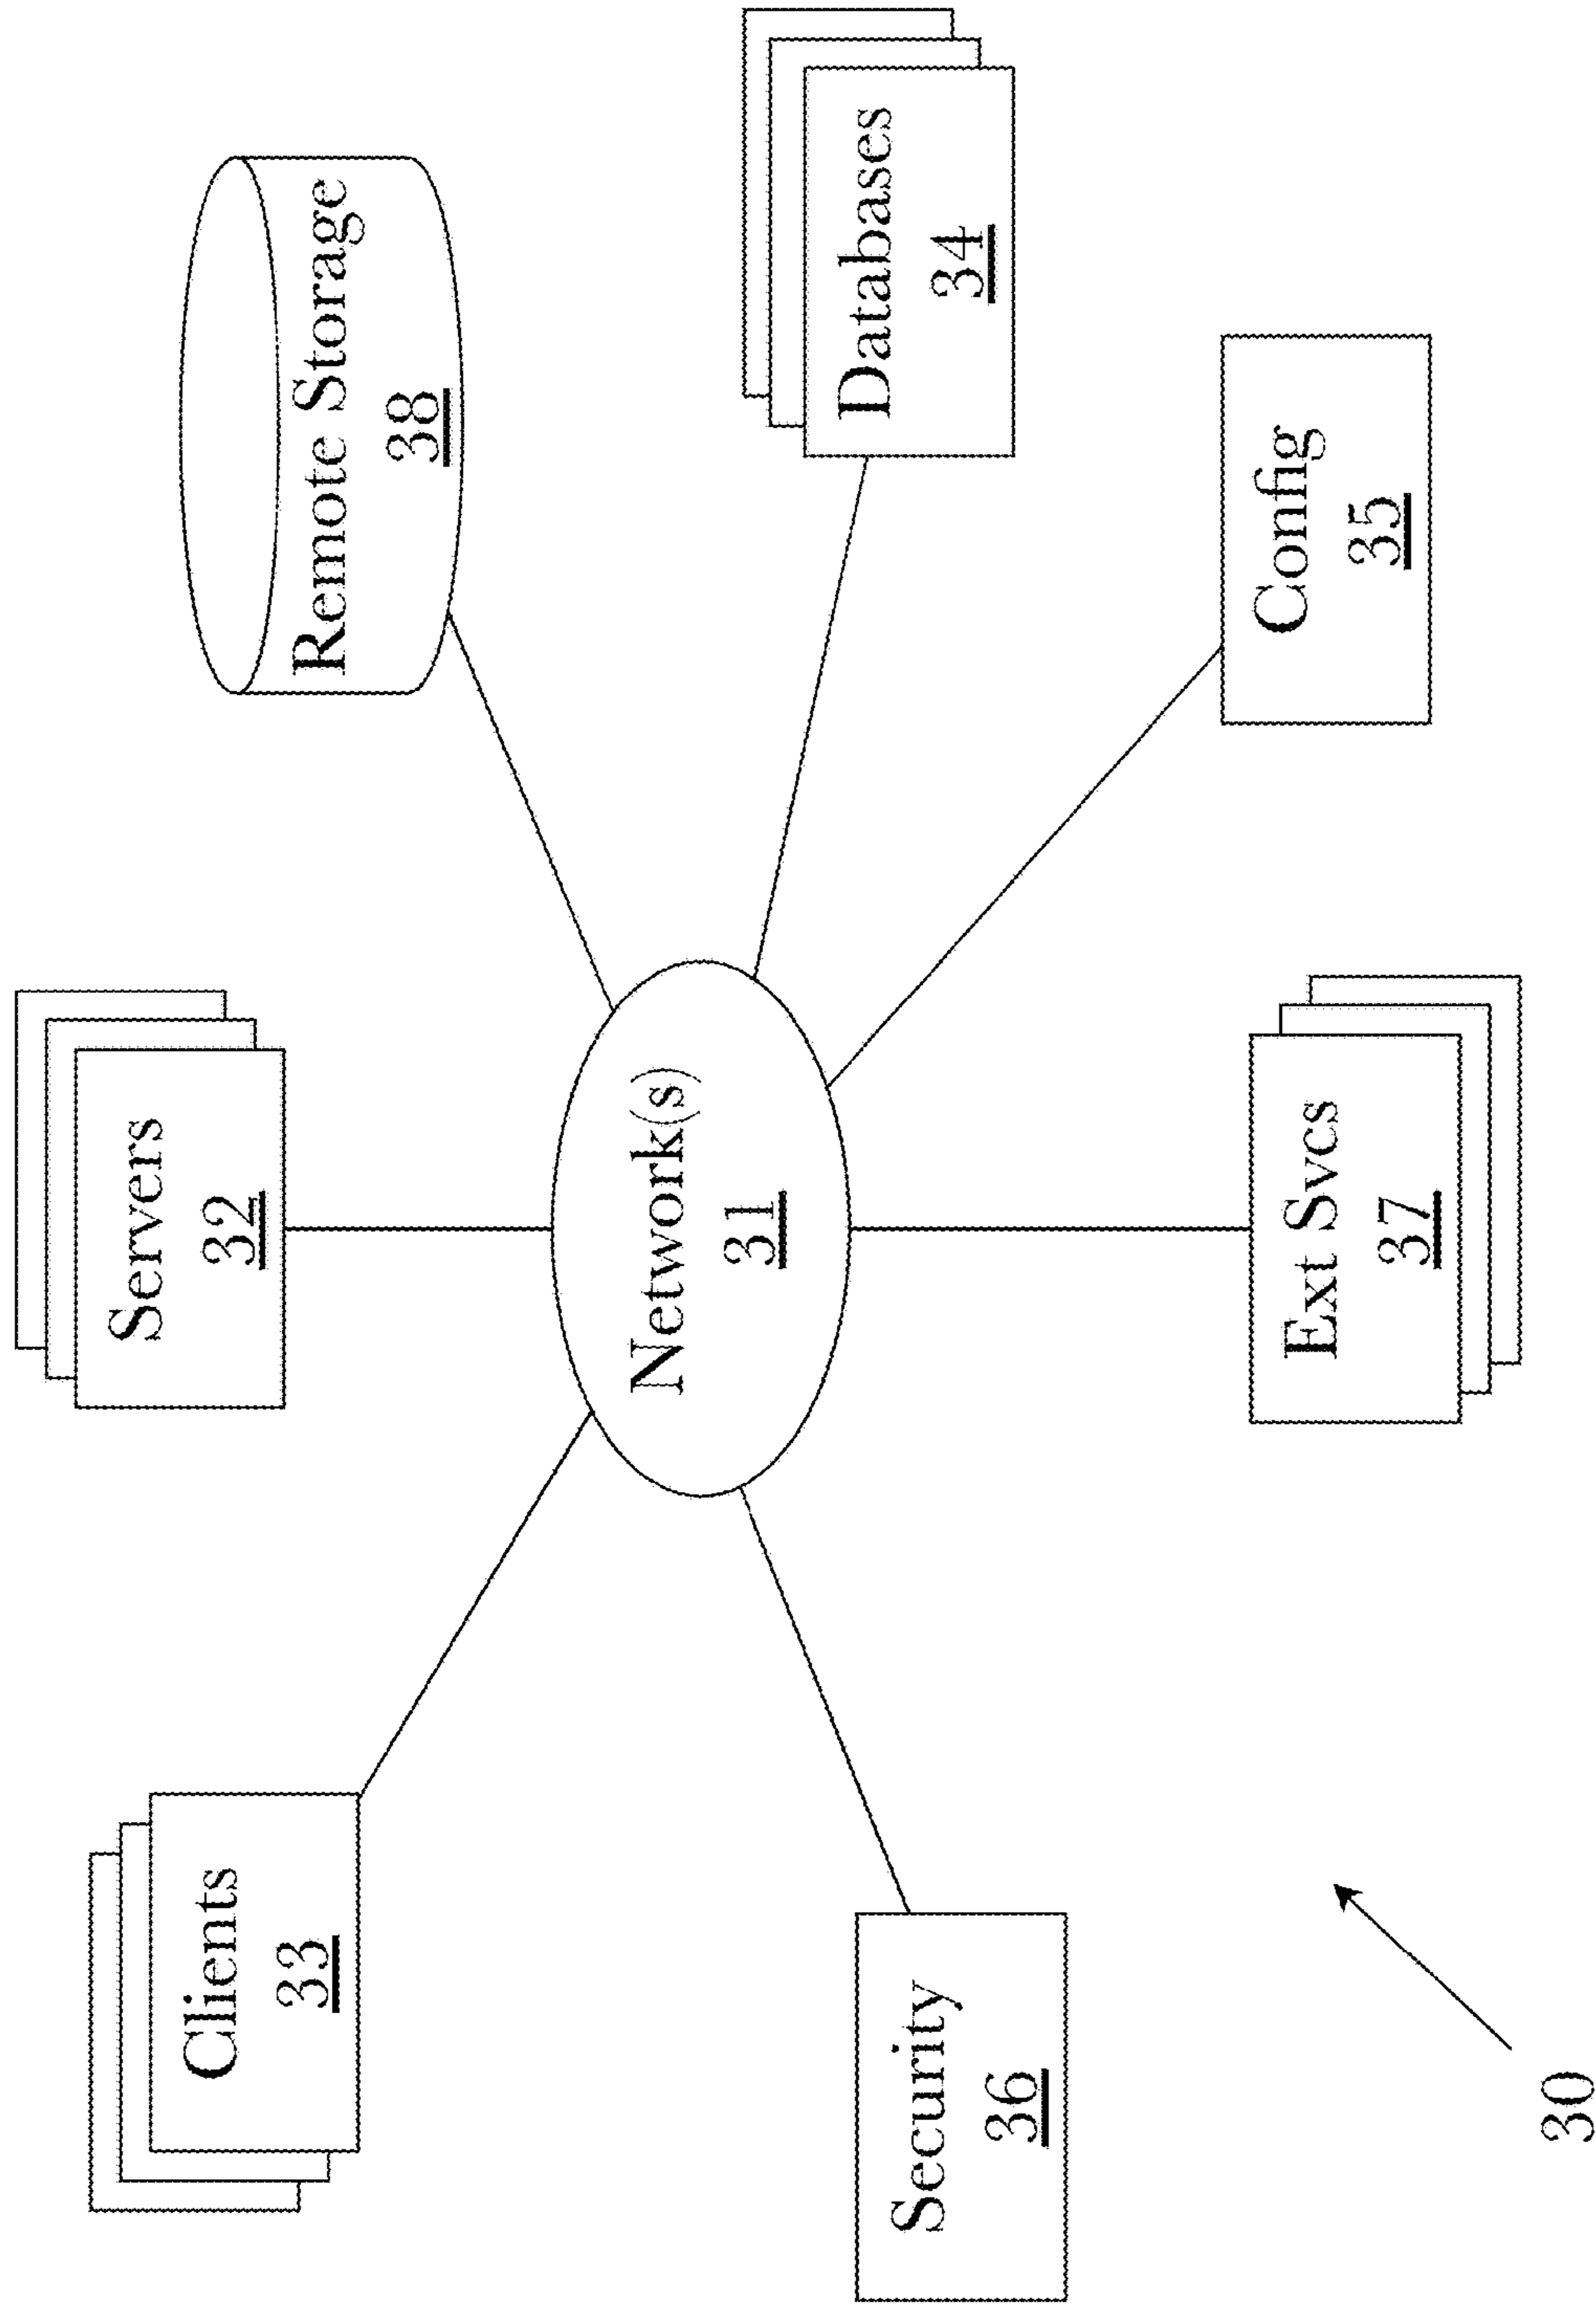 Clients
33
Servers
32
Remote Storage
38
Network(s)
31
Databases
34
Security
36
Ext Svcs
37
Config
35
30